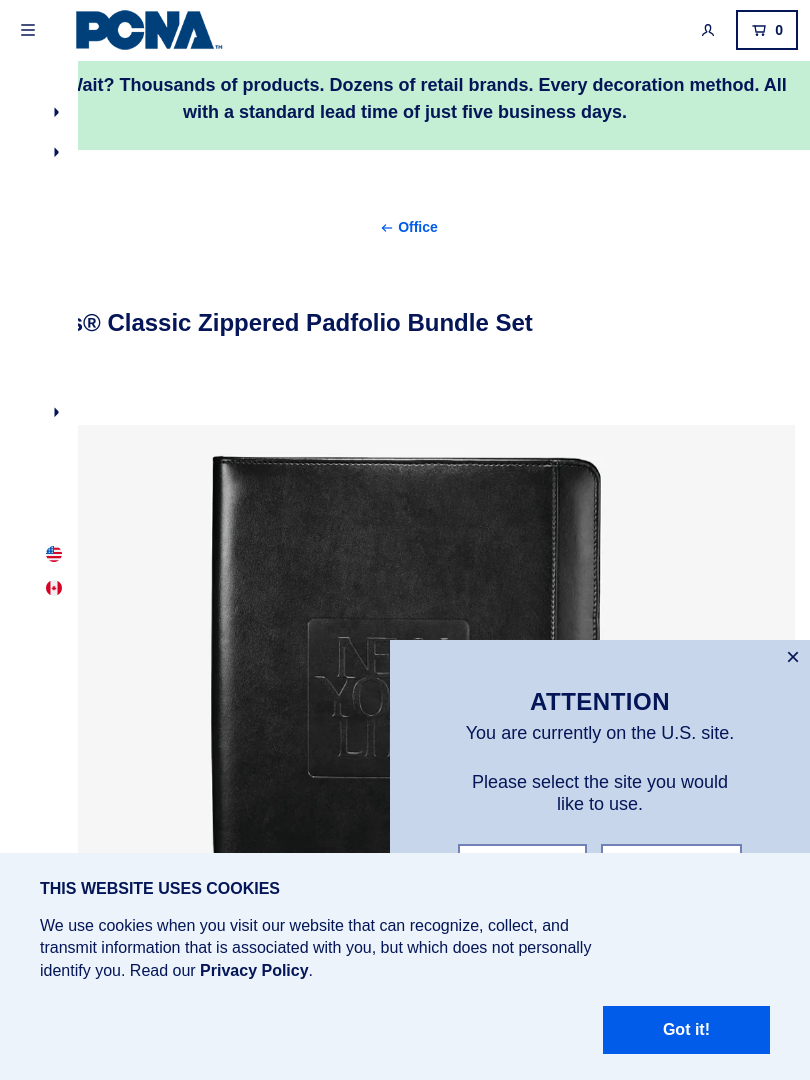 PCNA™
0
Wait? Thousands of products. Dozens of retail brands. Every decoration method. All
with a standard lead time of just five business days.
Office
s® Classic Zippered Padfolio Bundle Set
ATTENTION
You are currently on the U.S. site.
Please select the site you would
like to use.
THIS WEBSITE USES COOKIES
We use cookies when you visit our website that can recognize, collect, and
transmit information that is associated with you, but which does not personally
identify you. Read our Privacy Policy.
Got it!